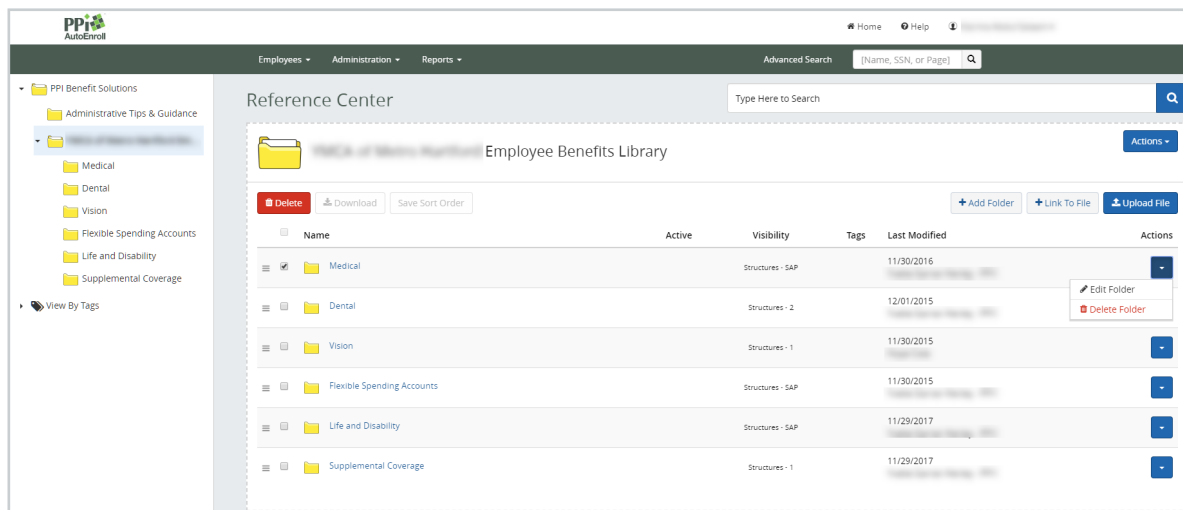 PPi
AutoEnroll
Home Help
Employees Administration Reports Advanced Search [Name, SSN, or Page]
PPI Benefit Solutions
Administrative Tips & Guidance
Medical
Dental
Vision
Flexible Spending Accounts
Life and Disability
Supplemental Coverage
View By Tags
Reference Center
Type Here to Search
Employee Benefits Library
Actions
Delete Download Save Sort Order + Add Folder + Link To File Upload File
Name Active Visibility Tags Last Modified Actions
Medical Structures - SAP 11/30/2016
Edit Folder
Delete Folder
Dental Structures - 2 12/01/2015
Vision Structures - 1 11/30/2015
Flexible Spending Accounts Structures - SAP 11/30/2015
Life and Disability Structures - SAP 11/29/2017
Supplemental Coverage Structures - 1 11/29/2017